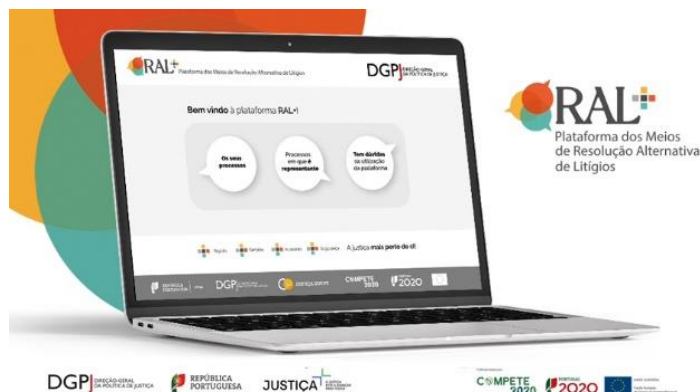 RAL+
Plataforma dos Meios de Resolução Alternativa de Litígios
DGPJ DIREÇÃO-GERAL
DA POLÍTICA DE JUSTIÇA
Bem vindo à plataforma RAL+!
Os seus
processos
Processos
em que é
representante
Tem dúvidas
na utilização
da plataforma
A justiça mais perto de si!
REPÚBLICA
PORTUGUESA
DGPJ
COMPETE
2020
2020
RAL+
Plataforma dos Meios
de Resolução Alternativa
de Litígios
DGPJ DIREÇÃO-GERAL
DA POLÍTICA DE JUSTIÇA
REPÚBLICA
PORTUGUESA
JUSTIÇA
COMPETE
2020
PORTUGAL
2020